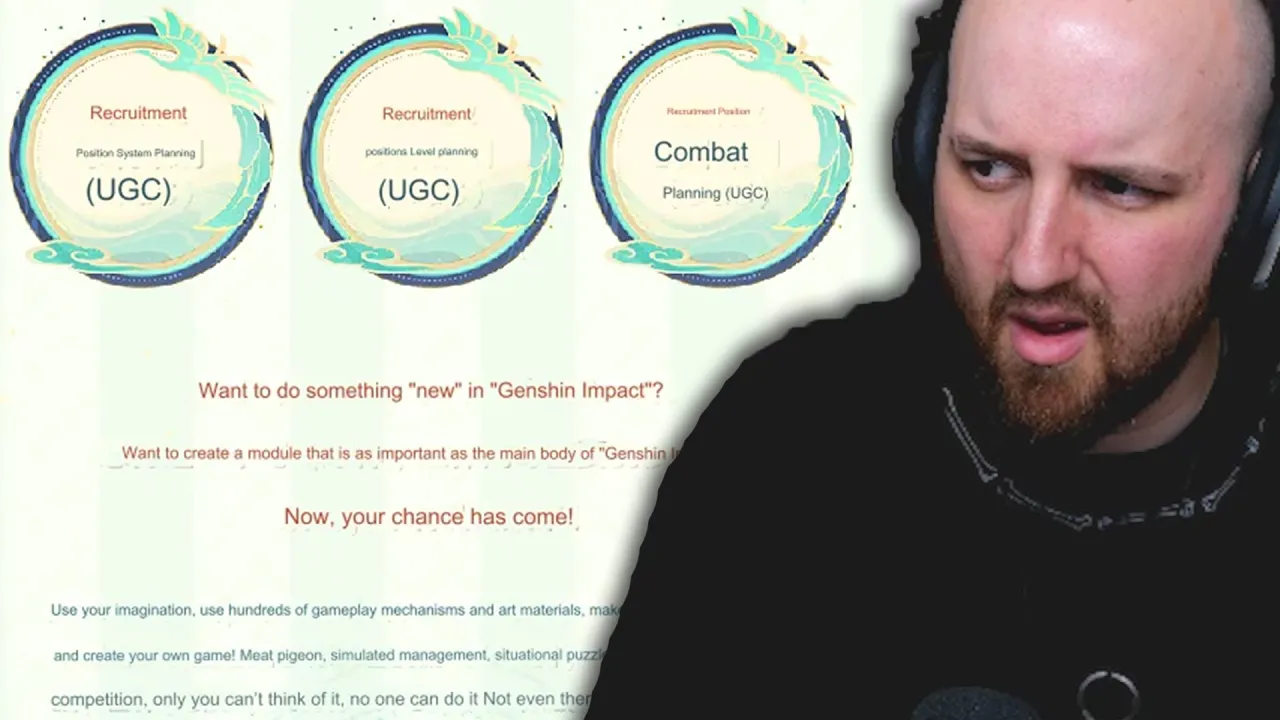 Recruitment
Position System Planning
(UGC)
Recruitment
positions Level planning
(UGC)
Recruitment Position
Combat
Planning (UGC)
Want to do something "new" in "Genshin Impact"?
Want to create a module that is as important as the main body of "Genshin
Now, your chance has come!
Use your imagination, use hundreds of gameplay mechanisms and art materials,
and create your own game! Meat pigeon, simulated management, situational
competition, only you can't think of it, no one can do it Not even